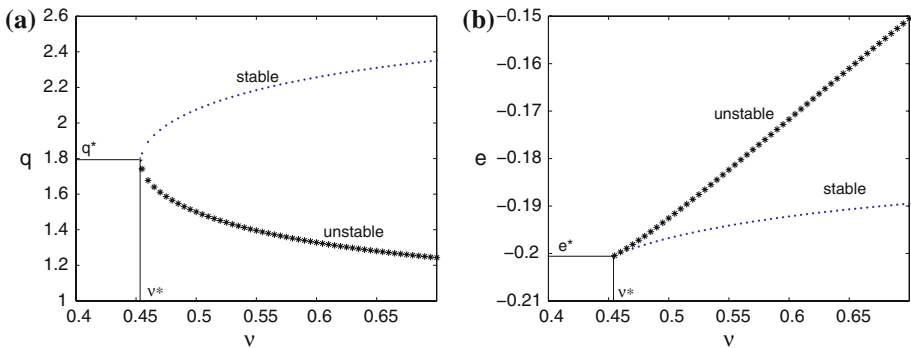 (a)
2.6
2.4
2.2
2
1.8
1.6
1.4
1.2
1
q
q*
stable
unstable
ν*
0.4 0.45 0.5 0.55 0.6 0.65
ν
(b)
−0.15
−0.16
−0.17
−0.18
−0.19
−0.2
−0.21
e
unstable
stable
e*
ν*
0.4 0.45 0.5 0.55 0.6 0.65
ν